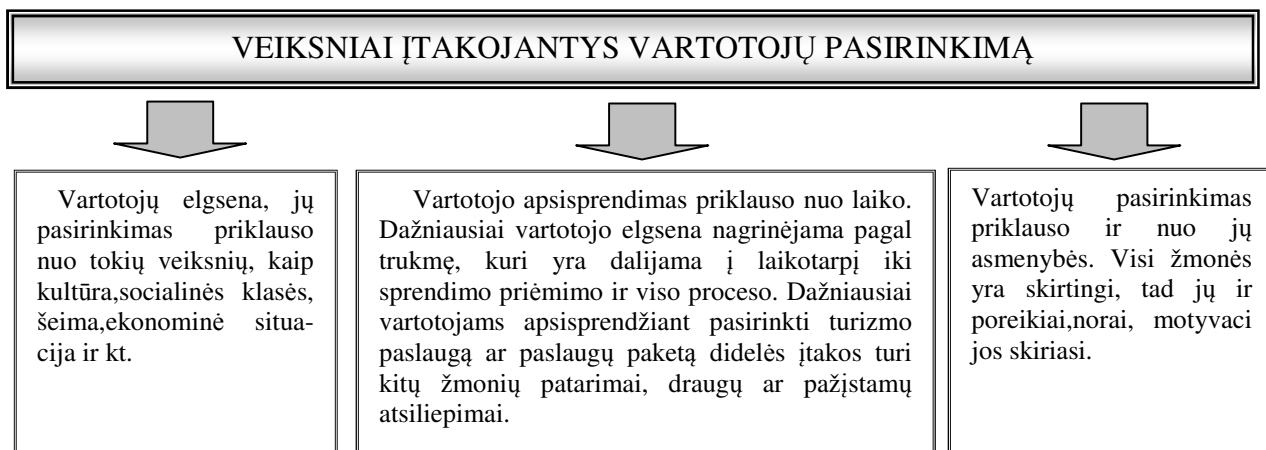 VEIKSNIAI ĮTAKOJANTYS VARTOTOJŲ PASIRINKIMĄ
Vartotojų elgsena, jų
pasirinkimas priklauso
nuo tokių veiksnių, kaip
kultūra,socialinės klasės,
šeima,ekonominė situa-
cija ir kt.
Vartotojo apsisprendimas priklauso nuo laiko.
Dažniausiai vartotojo elgsena nagrinėjama pagal
trukmę, kuri yra dalijama į laikotarpį iki
sprendimo priėmimo ir viso proceso. Dažniausiai
vartotojams apsisprendžiant pasirinkti turizmo
paslaugą ar paslaugų paketą didelės įtakos turi
kitų žmonių patarimai, draugų ar pažįstamų
atsiliepimai.
Vartotojų pasirinkimas
priklauso ir nuo jų
asmenybės. Visi žmonės
yra skirtingi, tad jų ir
poreikiai,norai, motyvaci
jos skiriasi.